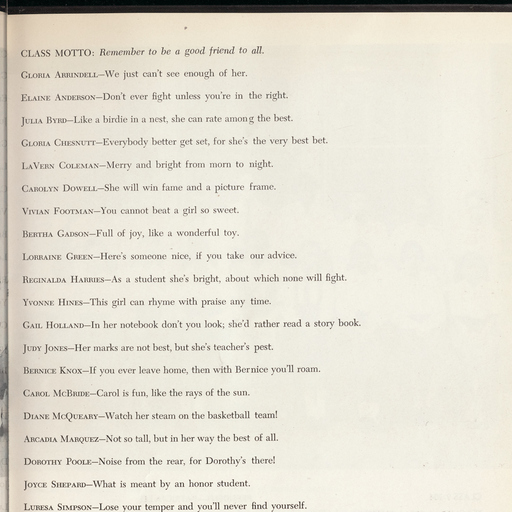 CLASS MOTTO: Remember to be a good friend to all.
Gloria Arrindell—We just can't see enough of her.
Elaine Anderson—Don't ever fight unless you're in the right.
Julia Byrd—Like a birdie in a nest, she can rate among the best.
Gloria Chesnutt—Everybody better get set, for she's the very best bet.
LaVern Coleman—Merry and bright from morn to night.
Carolyn Dowell—She will win fame and a picture frame.
Vivian Footman—You cannot beat a girl so sweet.
Bertha Gadson—Full of joy, like a wonderful toy.
Lorraine Green—Here's someone nice, if you take our advice.
Reginalda Harries—As a student she's bright, about which none will fight.
Yvonne Hines—This girl can rhyme with praise any time.
Gail Holland—In her notebook don't you look; she'd rather read a story book.
Judy Jones—Her marks are not best, but she's teacher's pest.
Bernice Knox—If you ever leave home, then with Bernice you'll roam.
Carol McBride—Carol is fun, like the rays of the sun.
Diane McQueary—Watch her steam on the basketball team!
Arcadia Marquez—Not so tall, but in her way the best of all.
Dorothy Poole—Noise from the rear, for Dorothy's there!
Joyce Shepard—What is meant by an honor student.
Luresa Simpson—Lose your temper and you'll never find yourself.